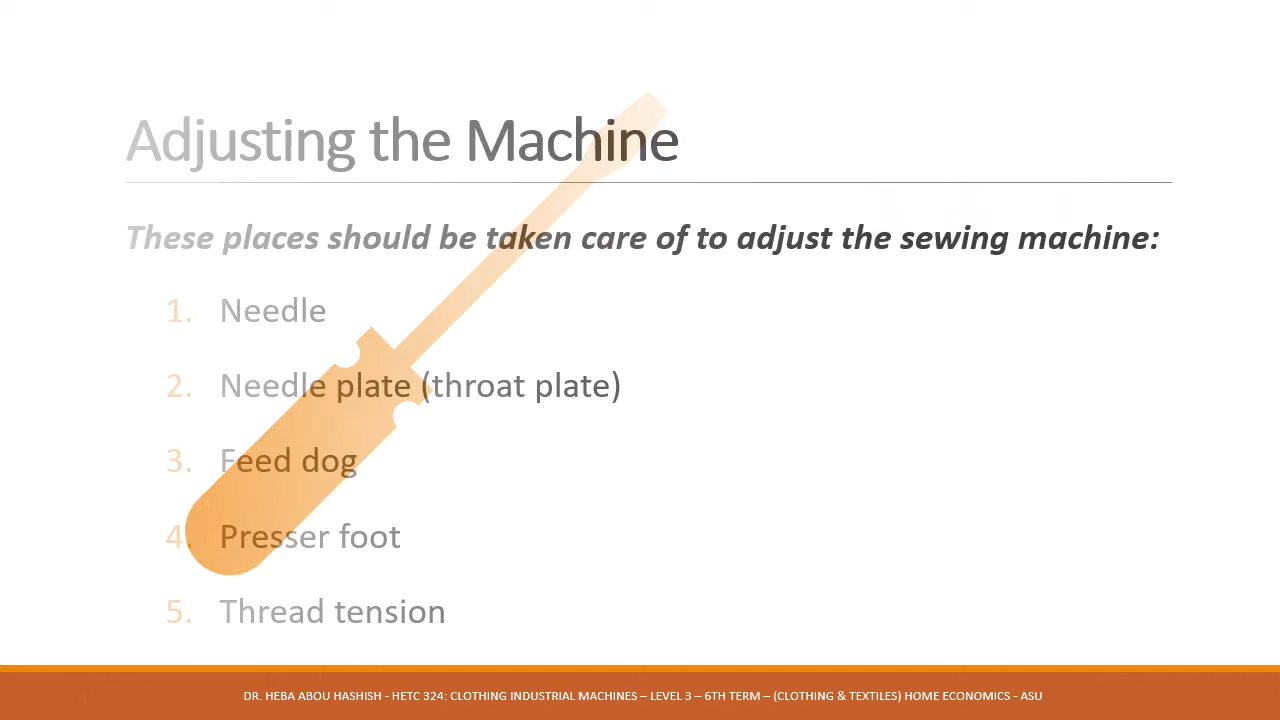 Adjusting the Machine
These places should be taken care of to adjust the sewing machine:
1. Needle
2. Needle plate (throat plate)
3. Feed dog
4. Presser foot
5. Thread tension
DR. HEBA ABOU HASHISH - HETC 324: CLOTHING INDUSTRIAL MACHINES – LEVEL 3 – 6TH TERM – (CLOTHING & TEXTILES) HOME ECONOMICS - ASU